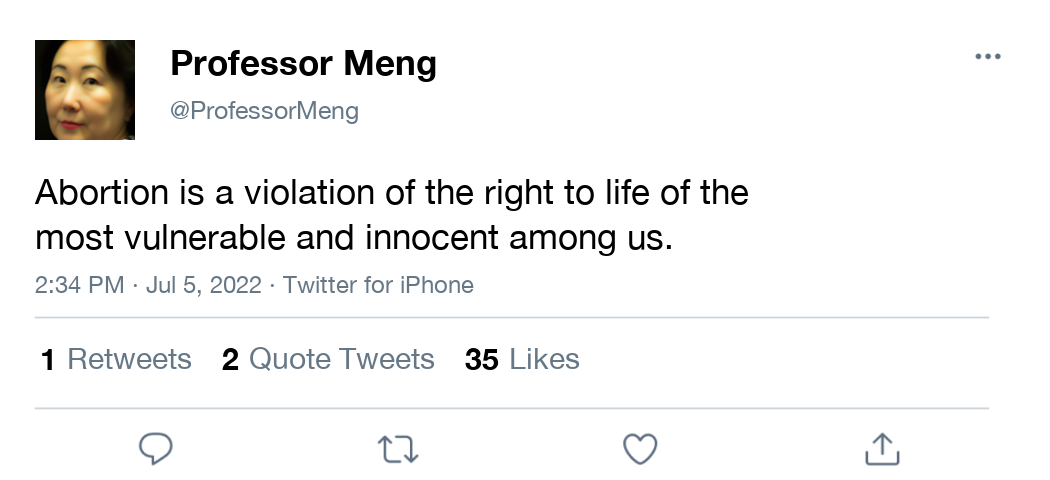 Professor Meng
@ProfessorMeng
Abortion is a violation of the right to life of the
most vulnerable and innocent among us.
2:34 PM · Jul 5, 2022 · Twitter for iPhone
1 Retweets 2 Quote Tweets 35 Likes